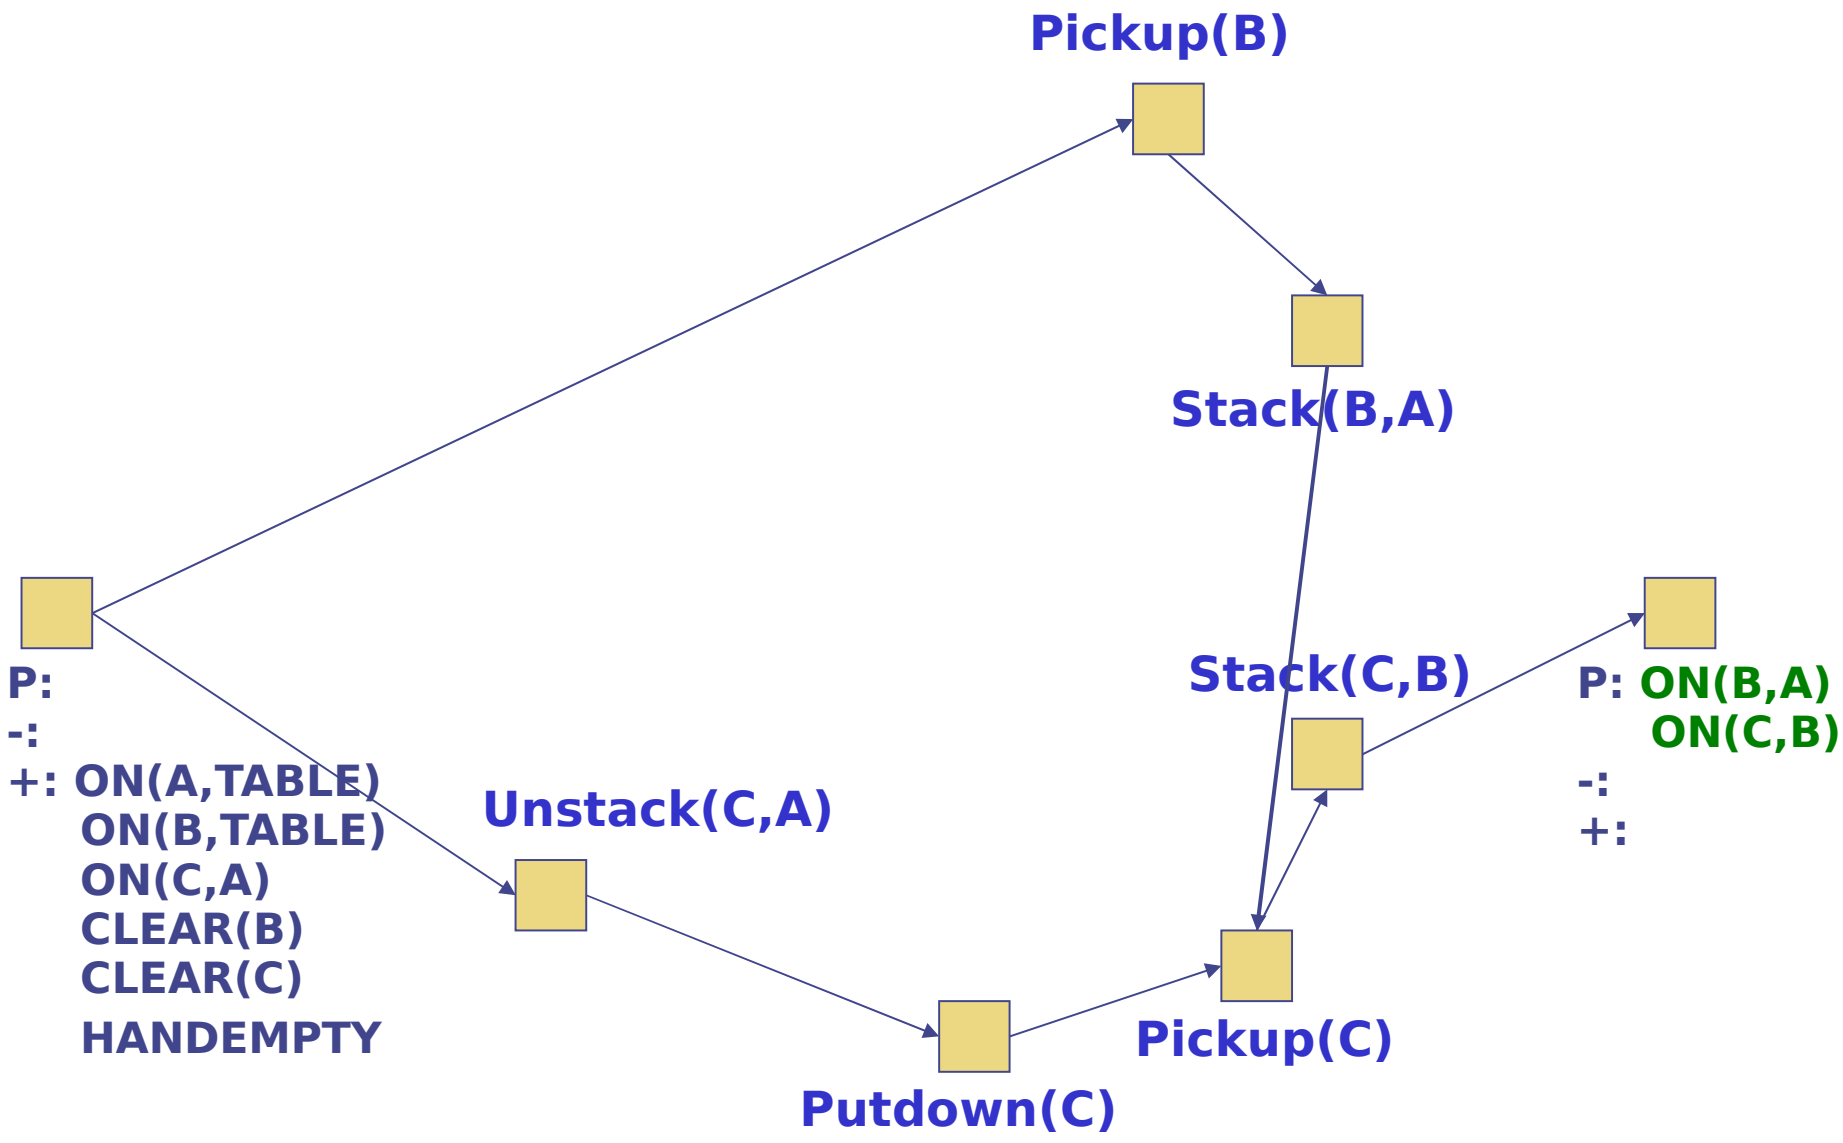 Pickup(B)
Stack(B,A)
Stack(C,B)
P:
-:
+: ON(A,TABLE)
ON(B,TABLE)
ON(C,A)
CLEAR(B)
CLEAR(C)
HANDEMPTY
Unstack(C,A)
Putdown(C)
Pickup(C)
P: ON(B,A)
ON(C,B)
-:
+: